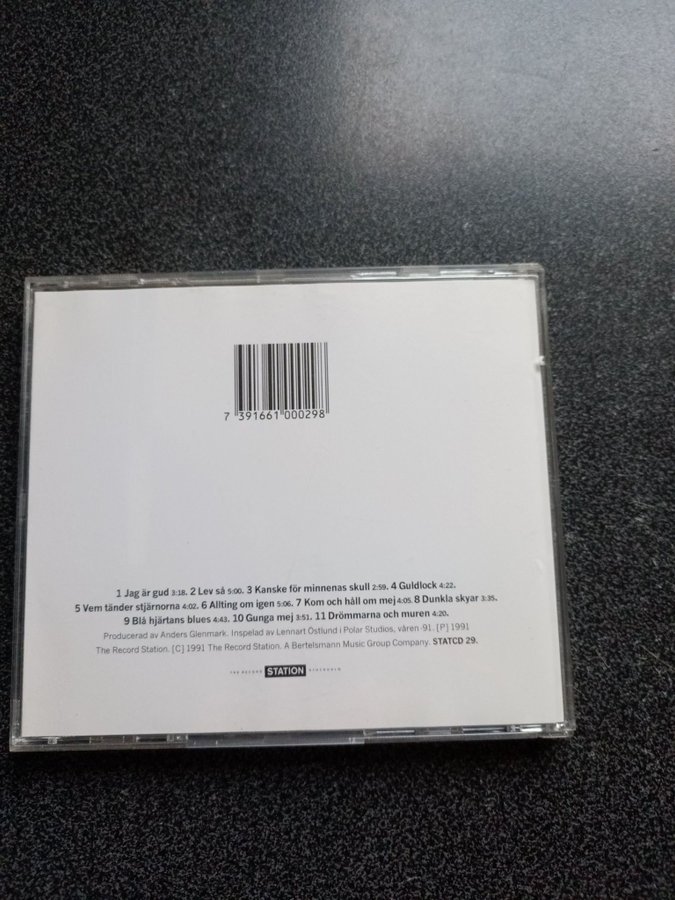 7 391661 000298
1 Jag är gud 3:18. 2 Lev så 5:00. 3 Kanske för minnenas skull 2:59. 4 Guldlock 4:22.
5 Vem tänder stjärnorna 4:02. 6 Allting om igen 5:06. 7 Kom och håll om mej 4:05. 8 Dunkla skyar 3:35.
9 Blå hjärtans blues 4:43. 10 Gunga mej 3:51. 11 Drömmarna och muren 4:20.
Producerad av Anders Glenmark. Inspelad av Lennart Östlund i Polar Studios, våren -91. [P] 1991
The Record Station. [C] 1991 The Record Station. A Bertelsmann Music Group Company. STATCD 29.
THE RECORD STATION STOCKHOLM